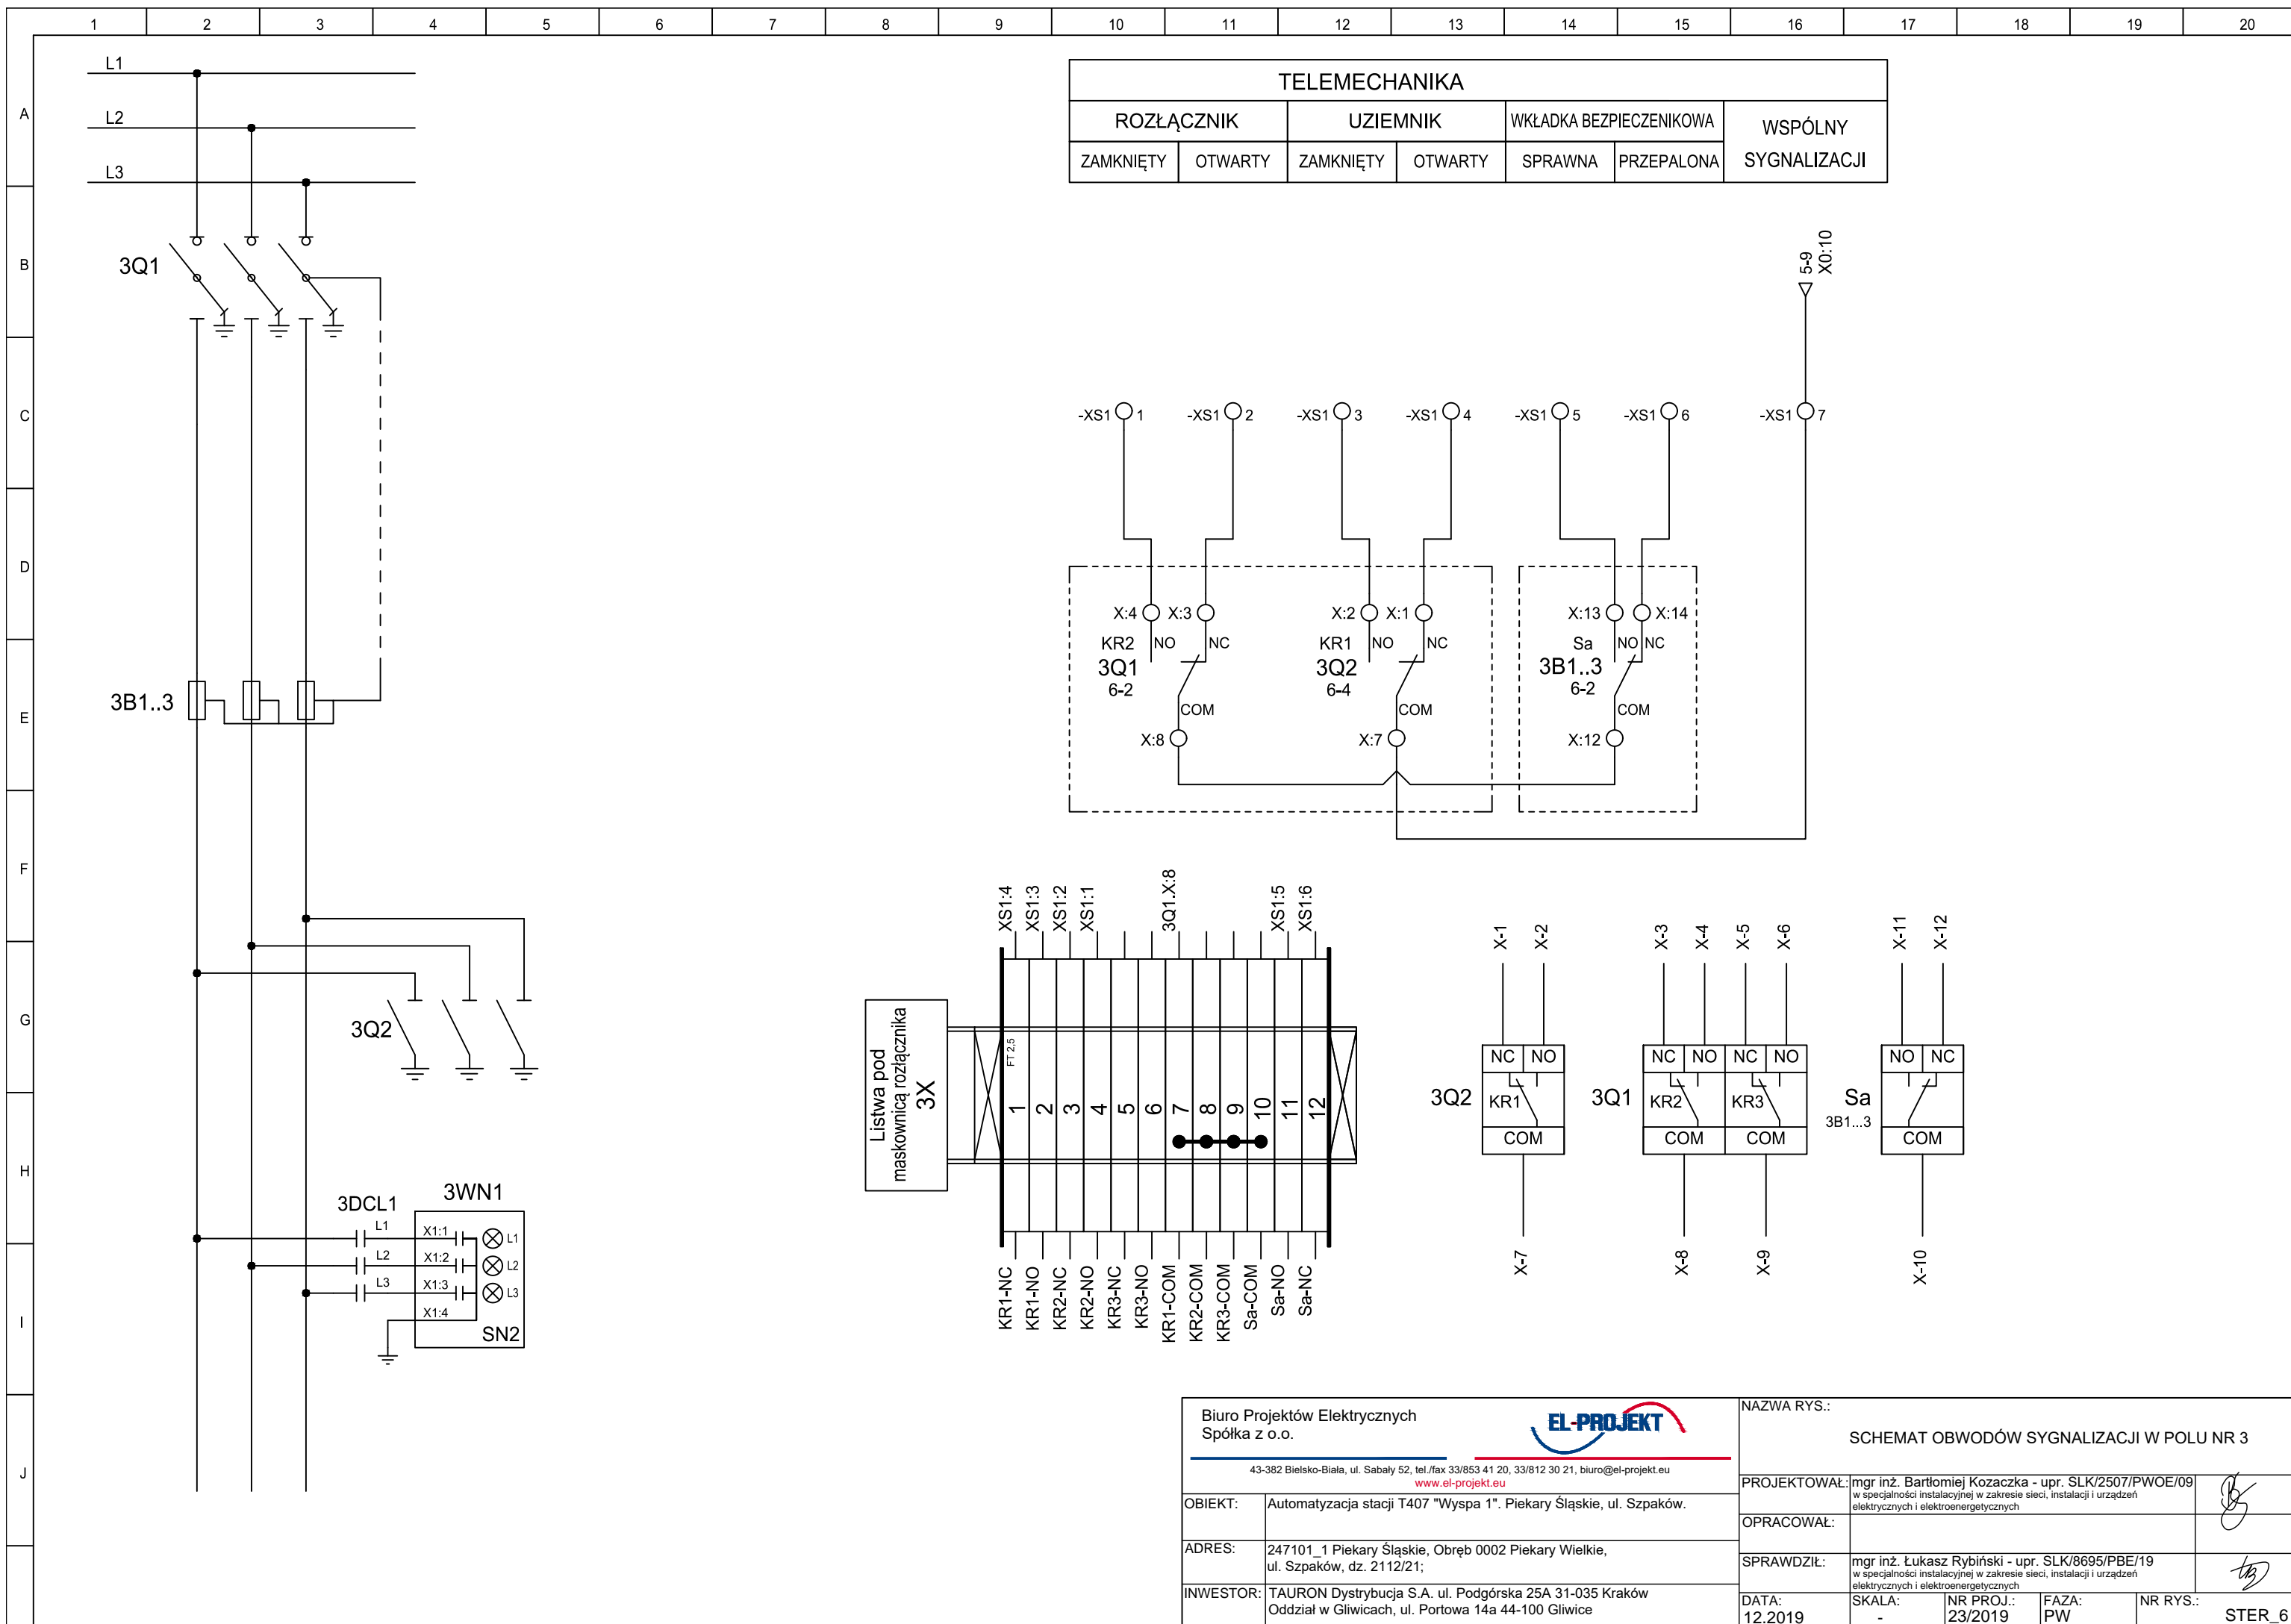 1 2 3 4 5 6 7 8 9 10 11 12 13 14 15 16 17 18 19 20
A
B
C
D
E
F
G
H
I
J
L1
L2
L3
3Q1
3B1..3
3Q2
3DCL1
3WN1
L1 X1:1 L1
L2 X1:2 L2
L3 X1:3 L3
X1:4
SN2
TELEMECHANIKA
ROZŁĄCZNIK UZIEMNIK WKŁADKA BEZPIECZENIKOWA WSPÓLNY
ZAMKNIĘTY OTWARTY ZAMKNIĘTY OTWARTY SPRAWNA PRZEPALONA SYGNALIZACJI
5-9
X0:10
-XS1 1 -XS1 2 -XS1 3 -XS1 4 -XS1 5 -XS1 6 -XS1 7
X:4 X:3 X:2 X:1 X:13 X:14
KR2 NO NC KR1 NO NC Sa NO NC
3Q1 3Q2 3B1..3
6-2 6-4 6-2
COM COM COM
X:8 X:7 X:12
XS1:4 XS1:3 XS1:2 XS1:1 3Q1.X:8 XS1:5 XS1:6
Listwa pod
maskownicą rozłącznika
3X
FT 2,5
1 2 3 4 5 6 7 8 9 10 11 12
KR1-NC KR1-NO KR2-NC KR2-NO KR3-NC KR3-NO KR1-COM KR2-COM KR3-COM Sa-COM Sa-NO Sa-NC
X-1 X-2 X-3 X-4 X-5 X-6 X-11 X-12
NC NO NC NO NC NO NO NC
3Q2 KR1 3Q1 KR2 KR3 Sa
3B1...3
COM COM COM COM
X-7 X-8 X-9 X-10
Biuro Projektów Elektrycznych
Spółka z o.o.
EL-PROJEKT
43-382 Bielsko-Biała, ul. Sabały 52, tel./fax 33/853 41 20, 33/812 30 21, biuro@el-projekt.eu
www.el-projekt.eu
OBIEKT: Automatyzacja stacji T407 "Wyspa 1". Piekary Śląskie, ul. Szpaków.
ADRES: 247101_1 Piekary Śląskie, Obręb 0002 Piekary Wielkie,
ul. Szpaków, dz. 2112/21;
INWESTOR: TAURON Dystrybucja S.A. ul. Podgórska 25A 31-035 Kraków
Oddział w Gliwicach, ul. Portowa 14a 44-100 Gliwice
NAZWA RYS.:
SCHEMAT OBWODÓW SYGNALIZACJI W POLU NR 3
PROJEKTOWAŁ: mgr inż. Bartłomiej Kozaczka - upr. SLK/2507/PWOE/09
w specjalności instalacyjnej w zakresie sieci, instalacji i urządzeń
elektrycznych i elektroenergetycznych
OPRACOWAŁ:
SPRAWDZIŁ: mgr inż. Łukasz Rybiński - upr. SLK/8695/PBE/19
w specjalności instalacyjnej w zakresie sieci, instalacji i urządzeń
elektrycznych i elektroenergetycznych
DATA: SKALA: NR PROJ.: FAZA: NR RYS.:
12.2019 - 23/2019 PW STER_6